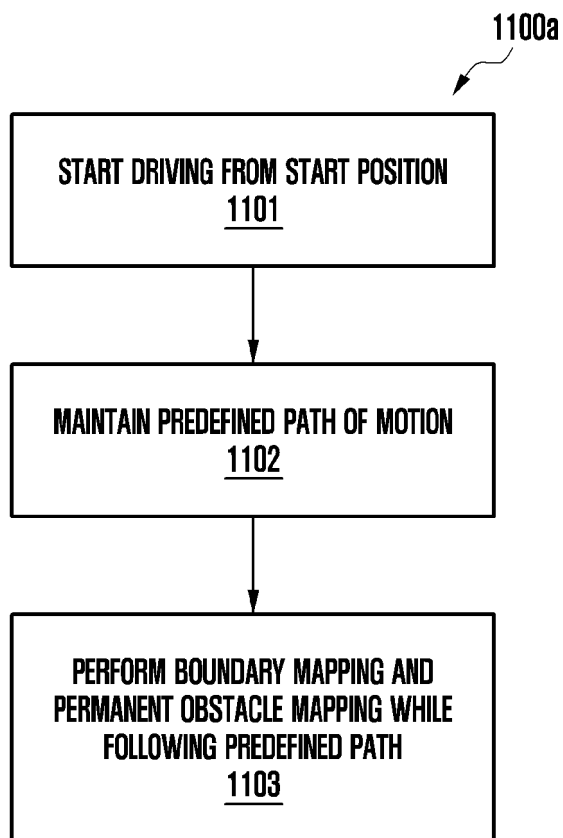 1100a
START DRIVING FROM START POSITION
1101
MAINTAIN PREDEFINED PATH OF MOTION
1102
PERFORM BOUNDARY MAPPING AND
PERMANENT OBSTACLE MAPPING WHILE
FOLLOWING PREDEFINED PATH
1103